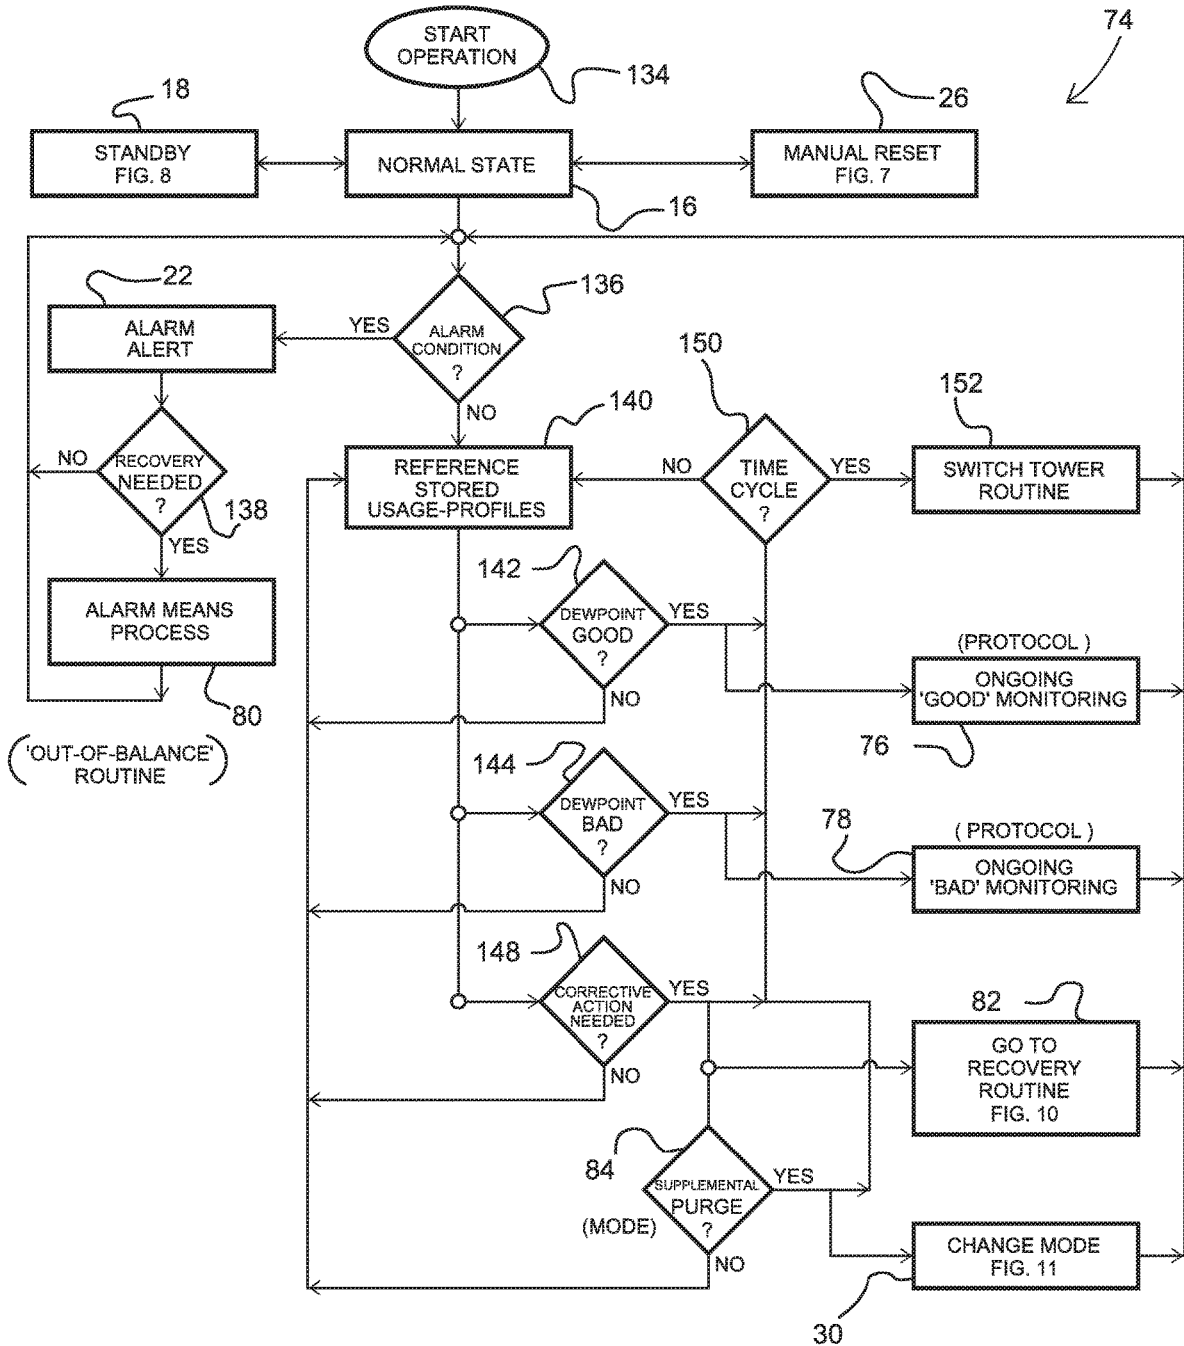 START
OPERATION
134
74
18
STANDBY
FIG. 8
NORMAL STATE
16
26
MANUAL RESET
FIG. 7
22
ALARM
ALERT
YES
ALARM
CONDITION
?
136
NO
NO
RECOVERY
NEEDED
?
138
YES
ALARM MEANS
PROCESS
80
('OUT-OF-BALANCE'
ROUTINE)
140
REFERENCE
STORED
USAGE-PROFILES
150
NO
TIME
CYCLE
?
YES
152
SWITCH TOWER
ROUTINE
142
DEWPOINT
GOOD
?
YES
NO
(PROTOCOL )
ONGOING
'GOOD' MONITORING
76
144
DEWPOINT
BAD
?
YES
NO
78
( PROTOCOL )
ONGOING
'BAD' MONITORING
148
CORRECTIVE
ACTION
NEEDED
?
YES
NO
82
GO TO
RECOVERY
ROUTINE
FIG. 10
84
SUPPLEMENTAL
PURGE
?
YES
(MODE)
NO
CHANGE MODE
FIG. 11
30